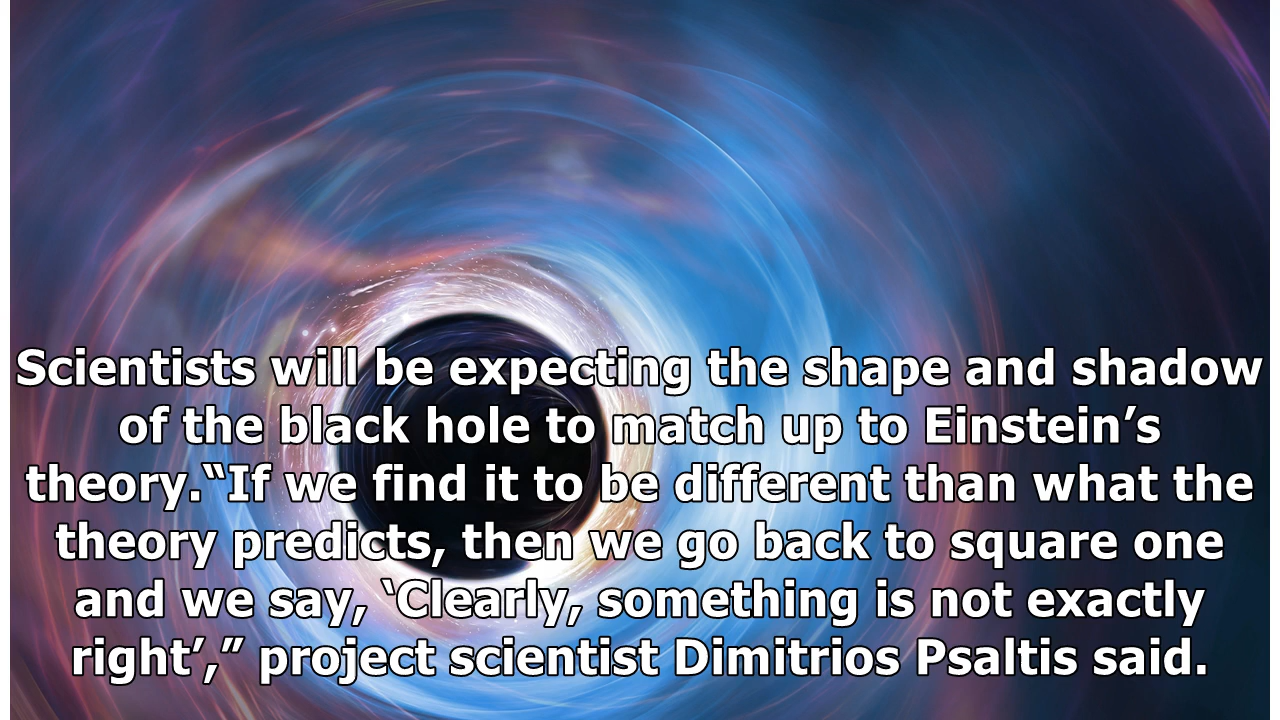 Scientists will be expecting the shape and shadow
of the black hole to match up to Einstein’s
theory.“If we find it to be different than what the
theory predicts, then we go back to square one
and we say, ‘Clearly, something is not exactly
right’,” project scientist Dimitrios Psaltis said.